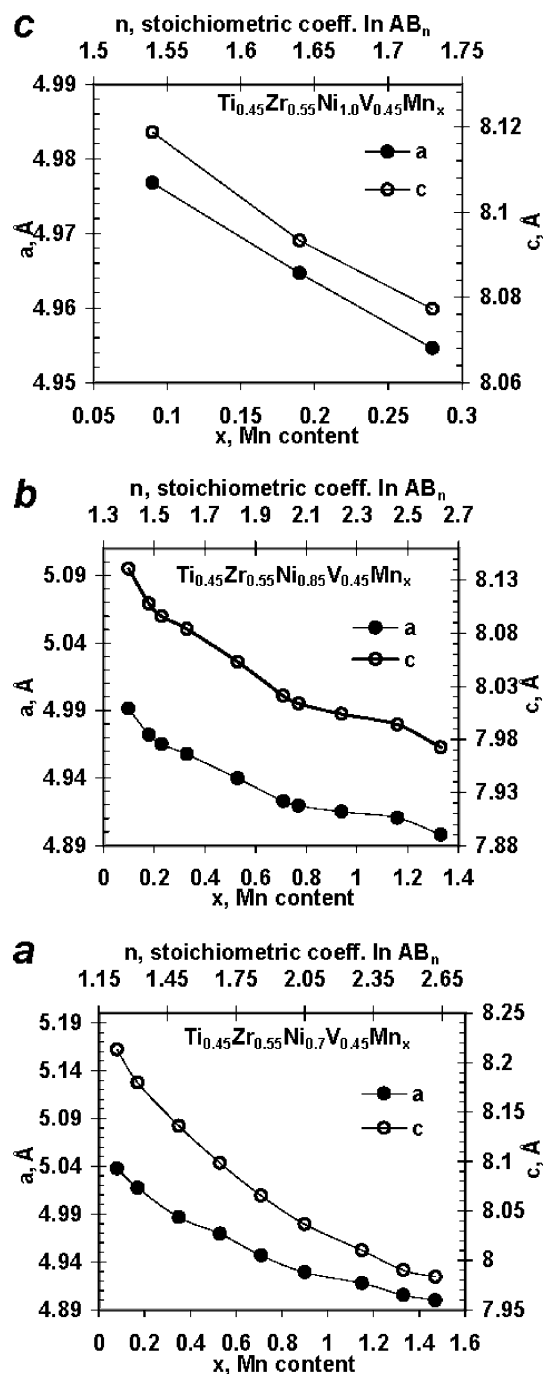 c
n, stoichiometric coeff. In ABn
1.5 1.55 1.6 1.65 1.7 1.75
Ti0.45Zr0.55Ni1.0V0.45Mnx
a
c
4.99
4.98
4.97
4.96
4.95
a, Å
8.12
8.1
8.08
8.06
c, Å
0.05 0.1 0.15 0.2 0.25 0.3
x, Mn content
b
n, stoichiometric coeff. In ABn
1.3 1.5 1.7 1.9 2.1 2.3 2.5 2.7
Ti0.45Zr0.55Ni0.85V0.45Mnx
a
c
5.09
5.04
4.99
4.94
4.89
a, Å
8.13
8.08
8.03
7.98
7.93
7.88
c, Å
0 0.2 0.4 0.6 0.8 1 1.2 1.4
x, Mn content
a
n, stoichiometric coeff. In ABn
1.15 1.45 1.75 2.05 2.35 2.65
Ti0.45Zr0.55Ni0.7V0.45Mnx
a
c
5.19
5.14
5.09
5.04
4.99
4.94
4.89
a, Å
8.25
8.2
8.15
8.1
8.05
8
7.95
c, Å
0 0.2 0.4 0.6 0.8 1 1.2 1.4 1.6
x, Mn content